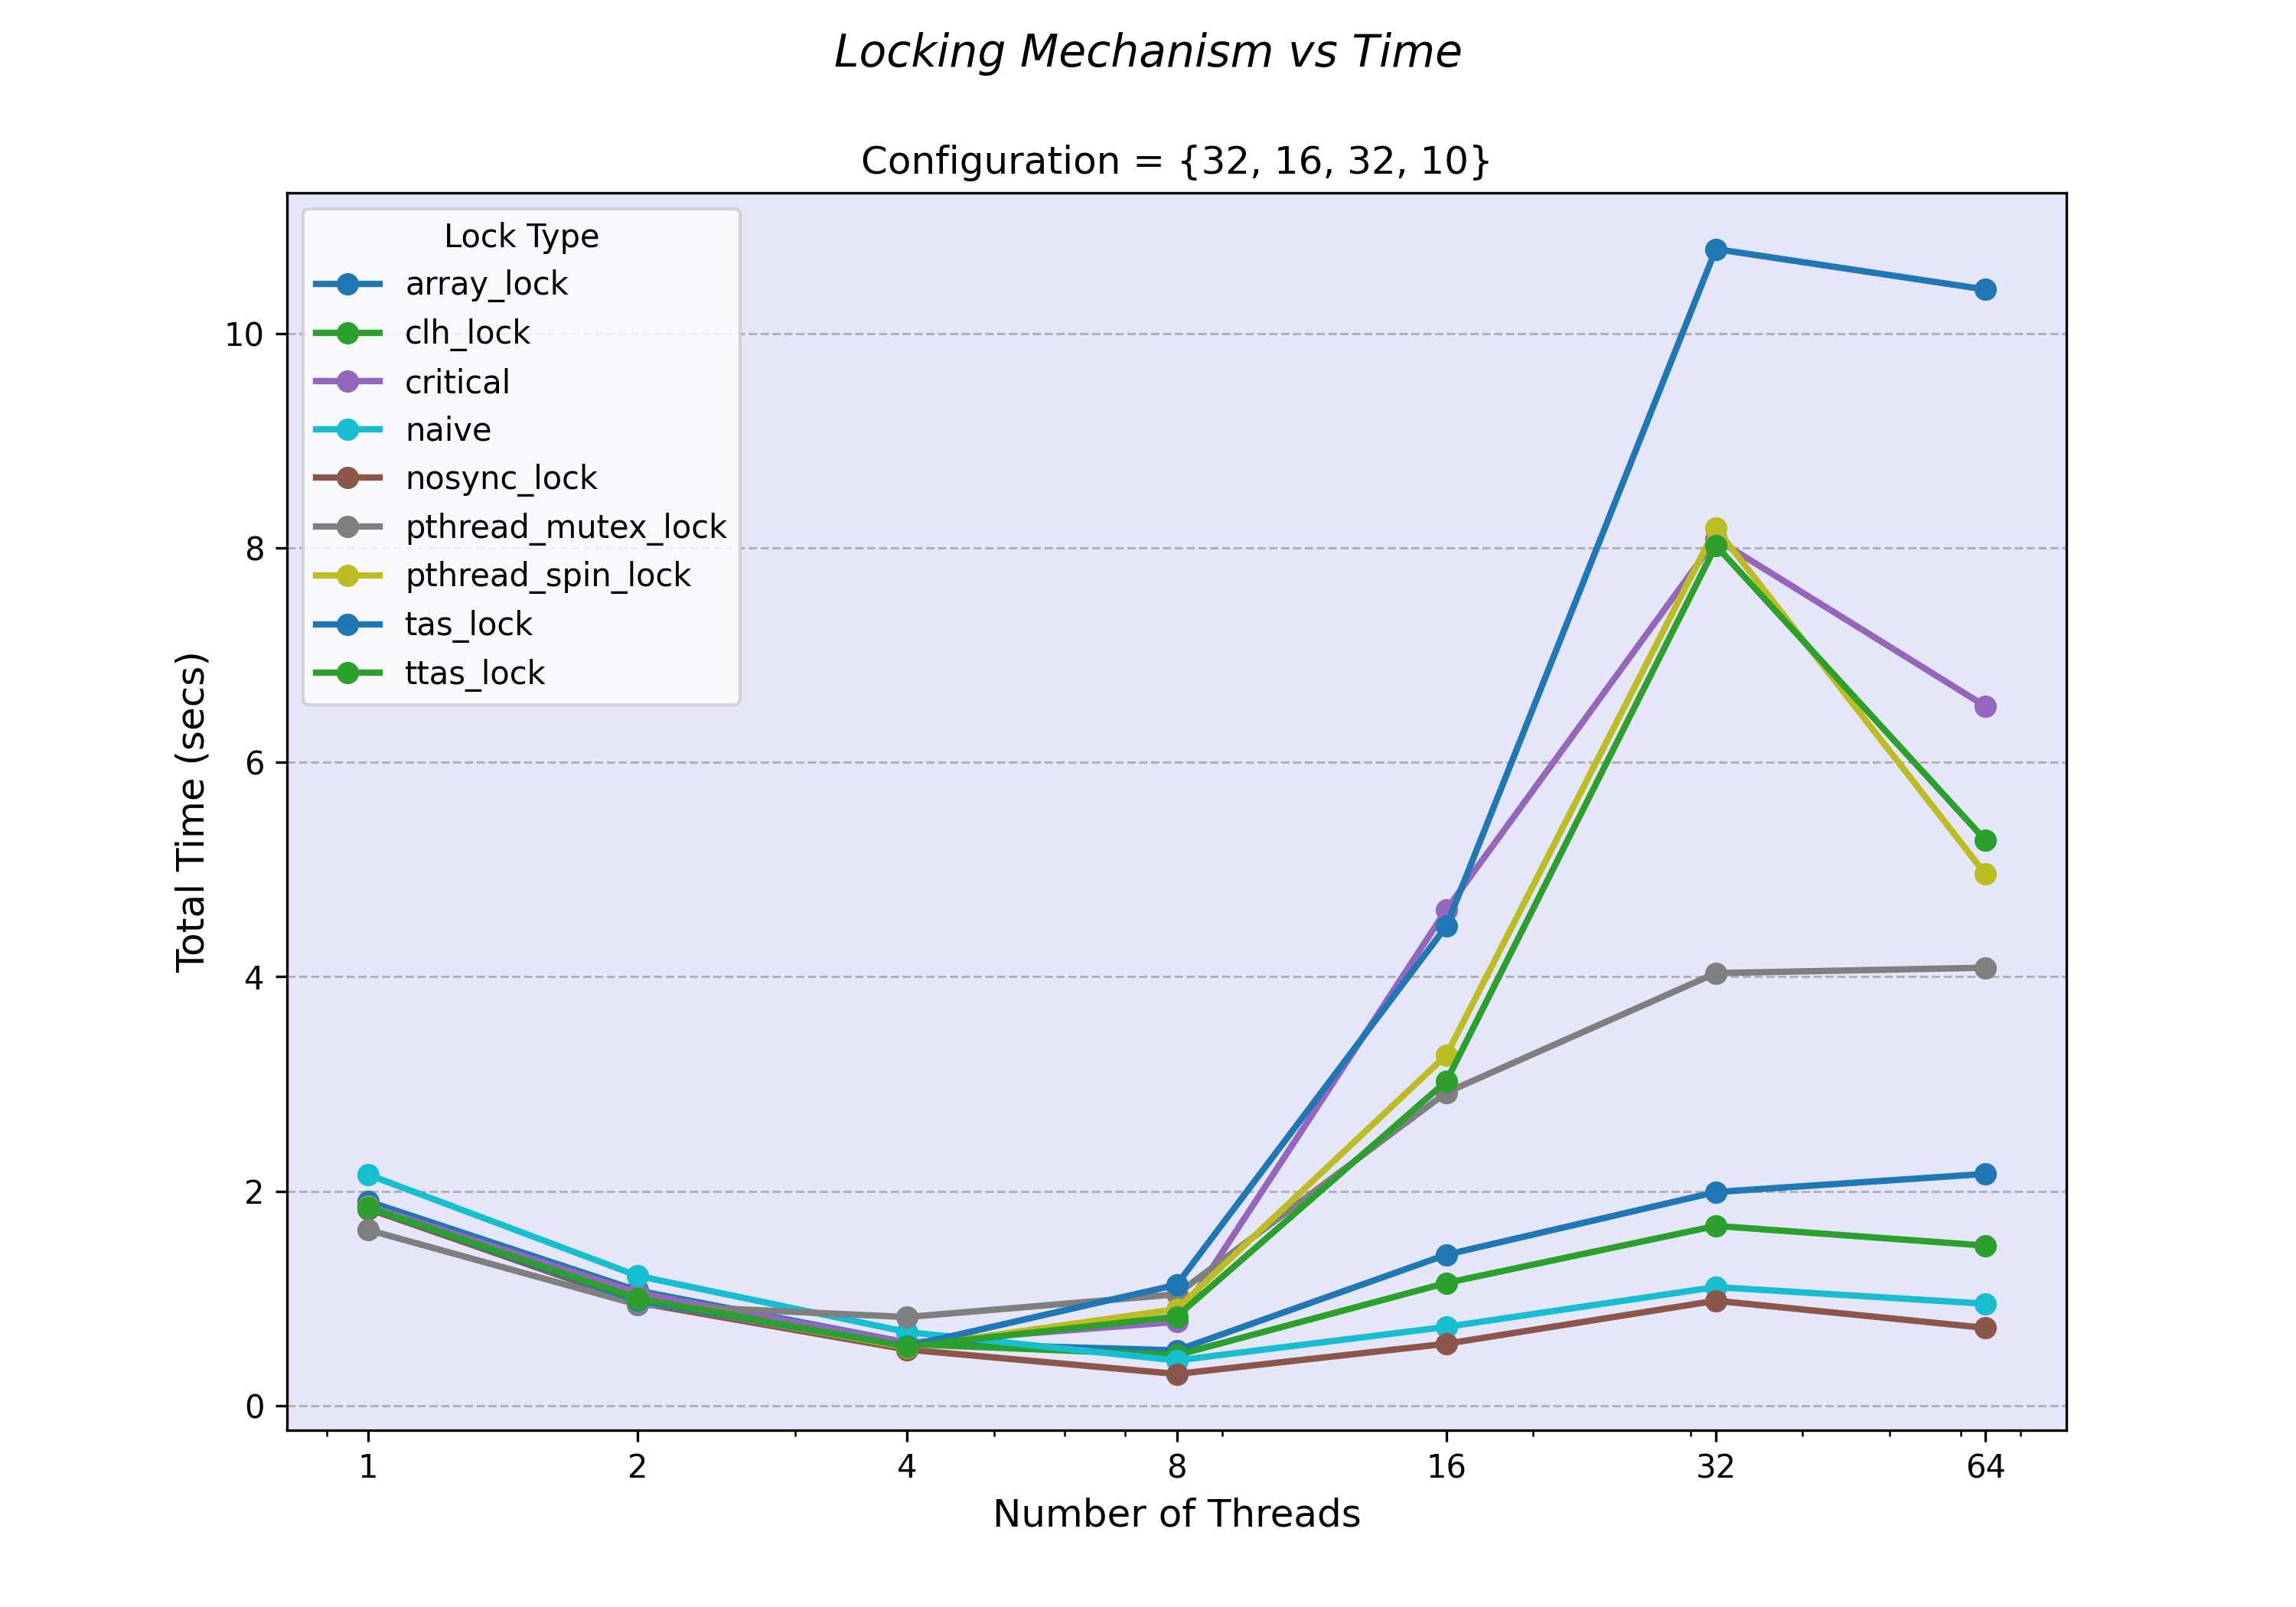 Locking Mechanism vs Time
Configuration = {32, 16, 32, 10}
Lock Type
array_lock
clh_lock
critical
naive
nosync_lock
pthread_mutex_lock
pthread_spin_lock
tas_lock
ttas_lock
Total Time (secs)
10
8
6
4
2
0
1 2 4 8 16 32 64
Number of Threads